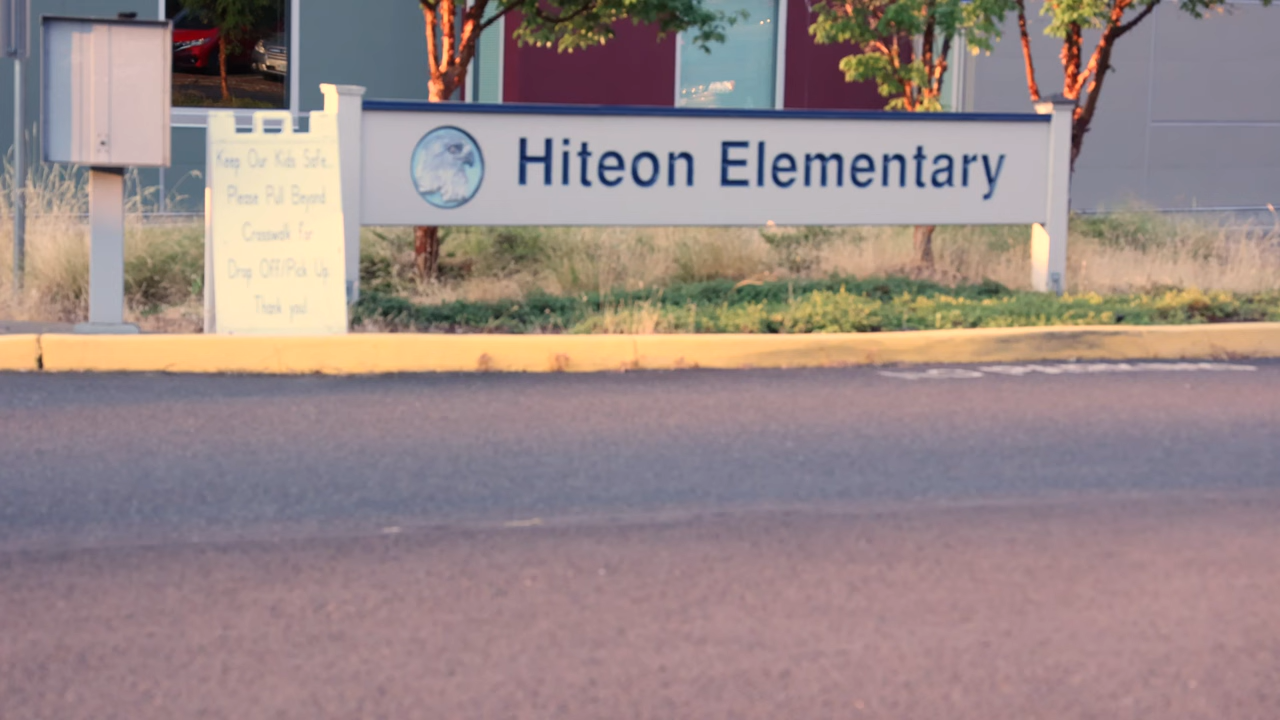 Hiteon Elementary
Keep Our Kids Safe.
Please Pull Beyond
Crosswalk for
Drop Off/Pick Up.
Thank you!